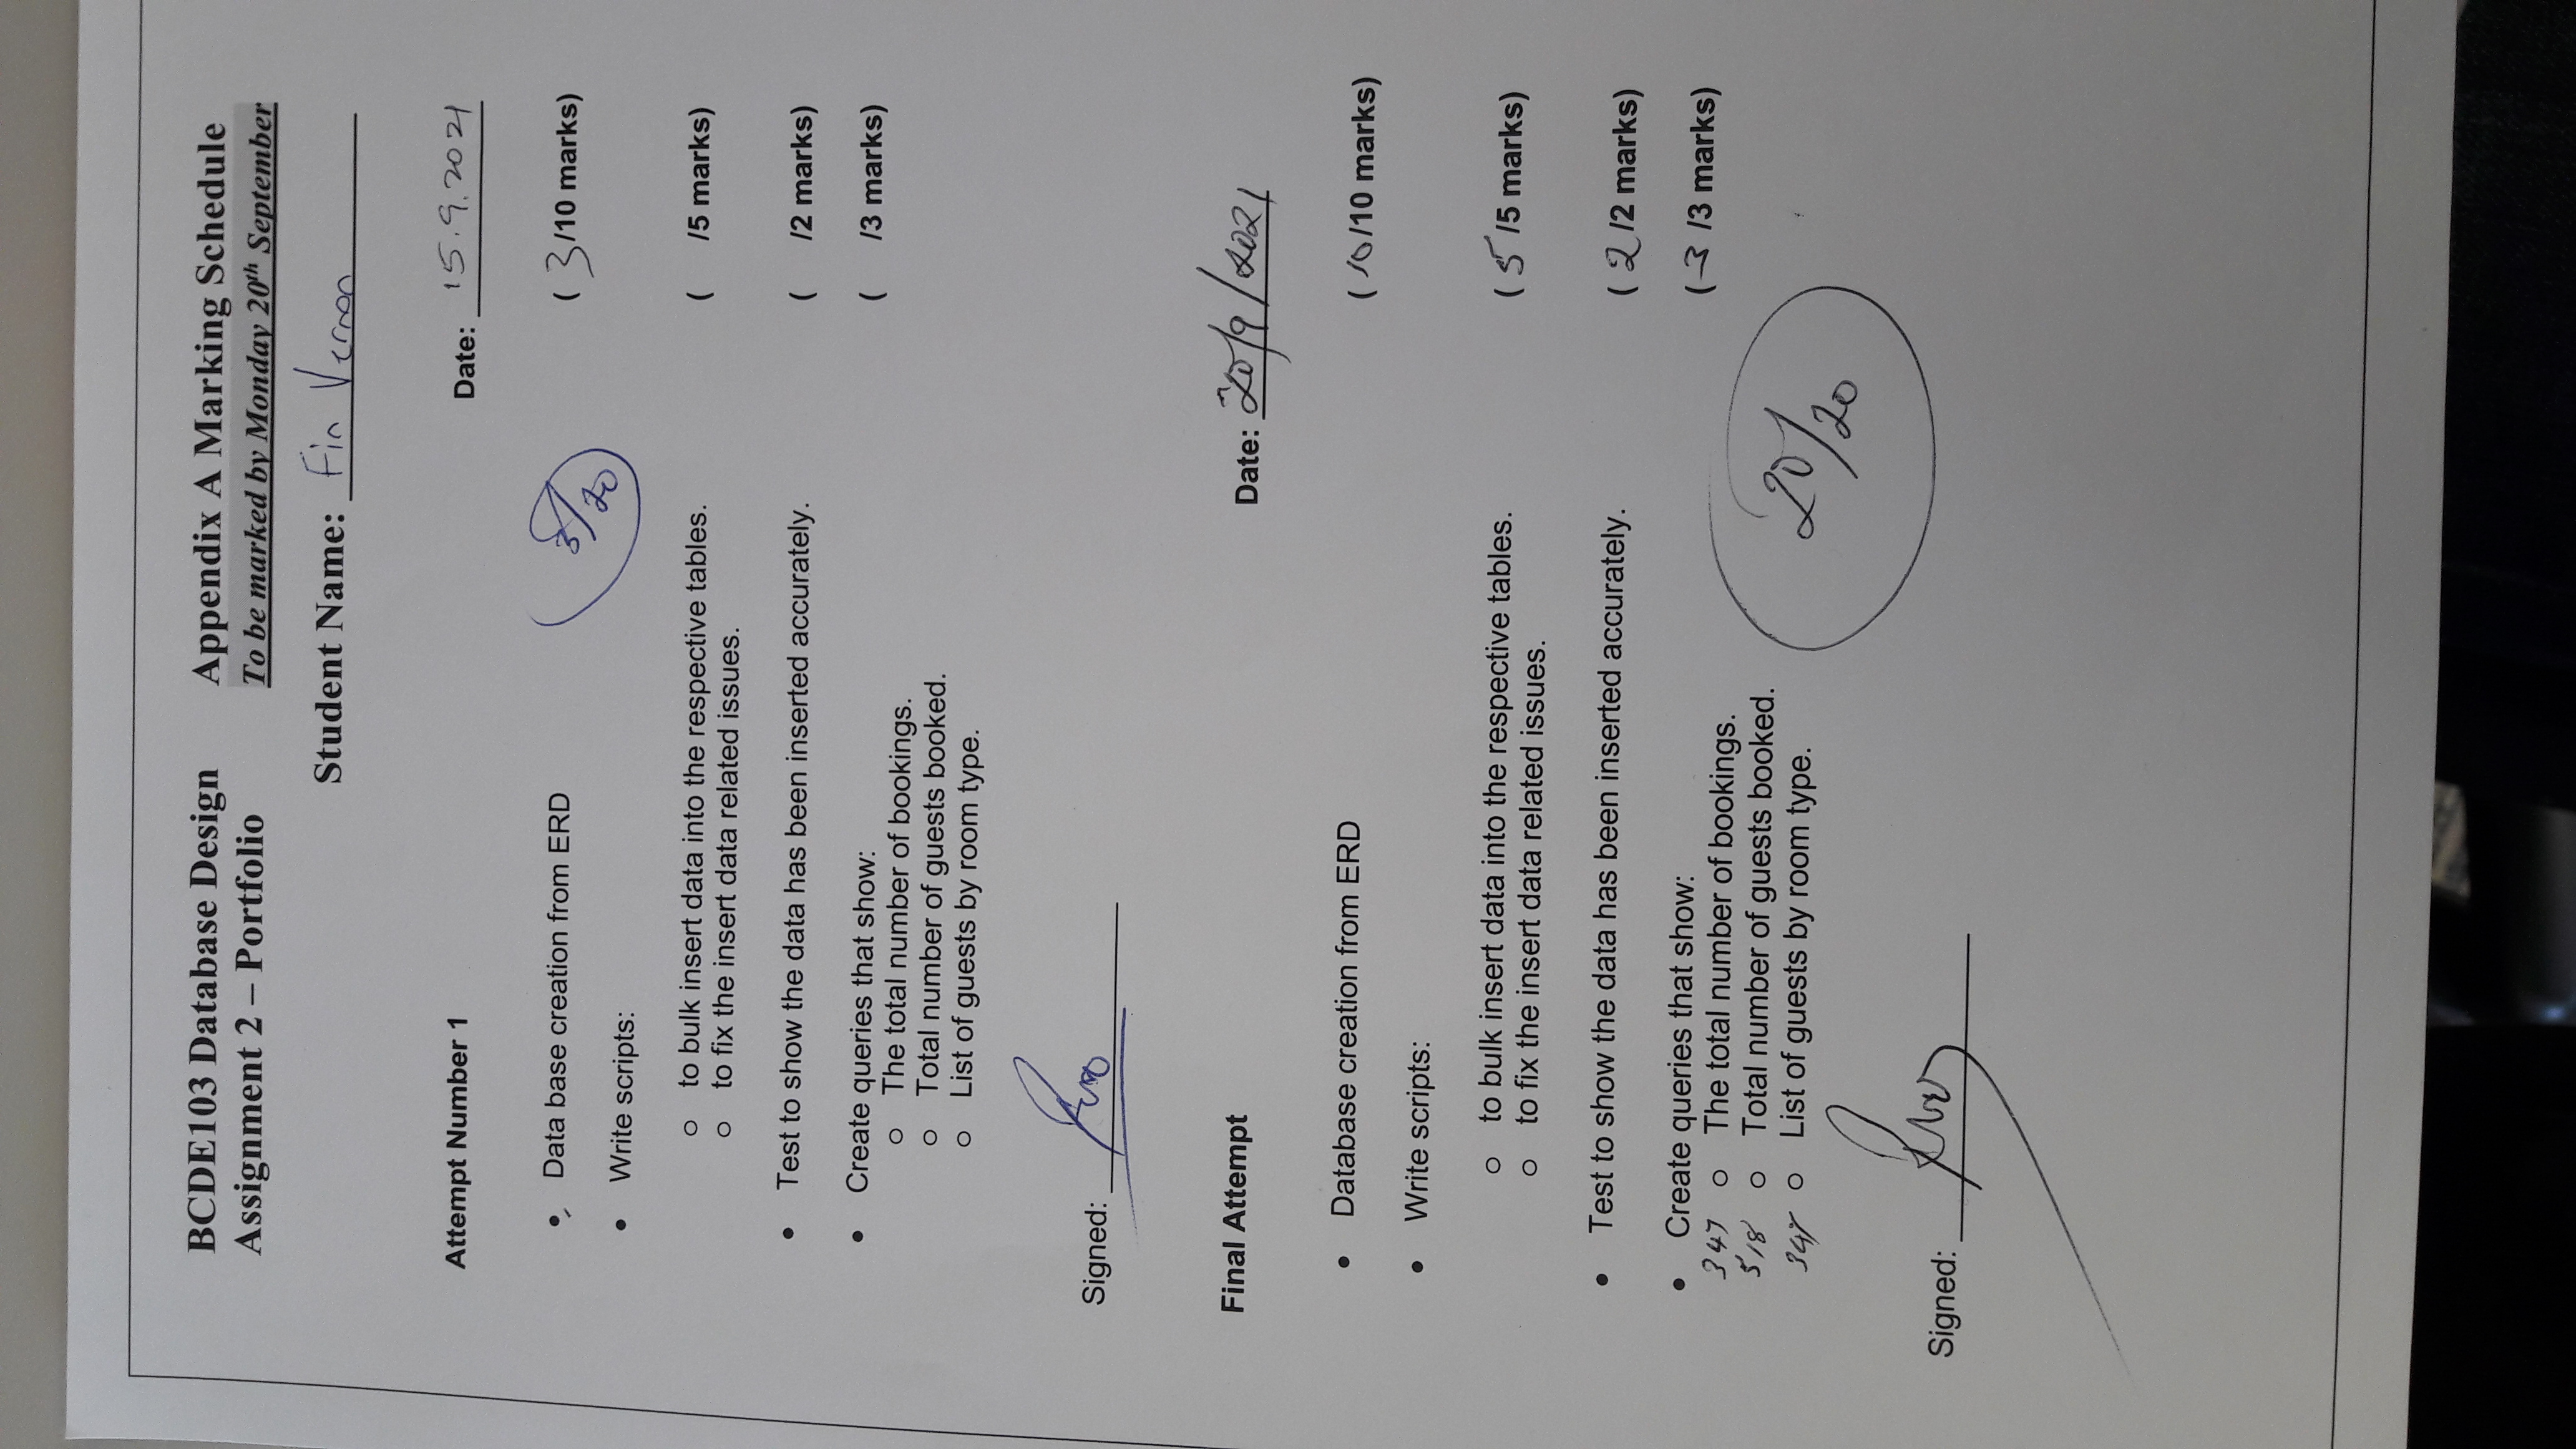 BCDE103 Database Design
Assignment 2 – Portfolio
Appendix A Marking Schedule
To be marked by Monday 20th September
Student Name: Fin Vernon
Attempt Number 1
Date: 15.9.2021
• Data base creation from ERD
3/20
( 3/10 marks)
• Write scripts:
o to bulk insert data into the respective tables.
( /5 marks)
o to fix the insert data related issues.
• Test to show the data has been inserted accurately.
( /2 marks)
• Create queries that show:
( /3 marks)
o The total number of bookings.
o Total number of guests booked.
o List of guests by room type.
Signed:
Final Attempt
Date: 20/9/2021
• Database creation from ERD
( 10/10 marks)
• Write scripts:
o to bulk insert data into the respective tables.
( 5/5 marks)
o to fix the insert data related issues.
• Test to show the data has been inserted accurately.
( 2/2 marks)
• Create queries that show:
( 3/3 marks)
347 o The total number of bookings.
518 o Total number of guests booked.
347 o List of guests by room type.
20/20
Signed: